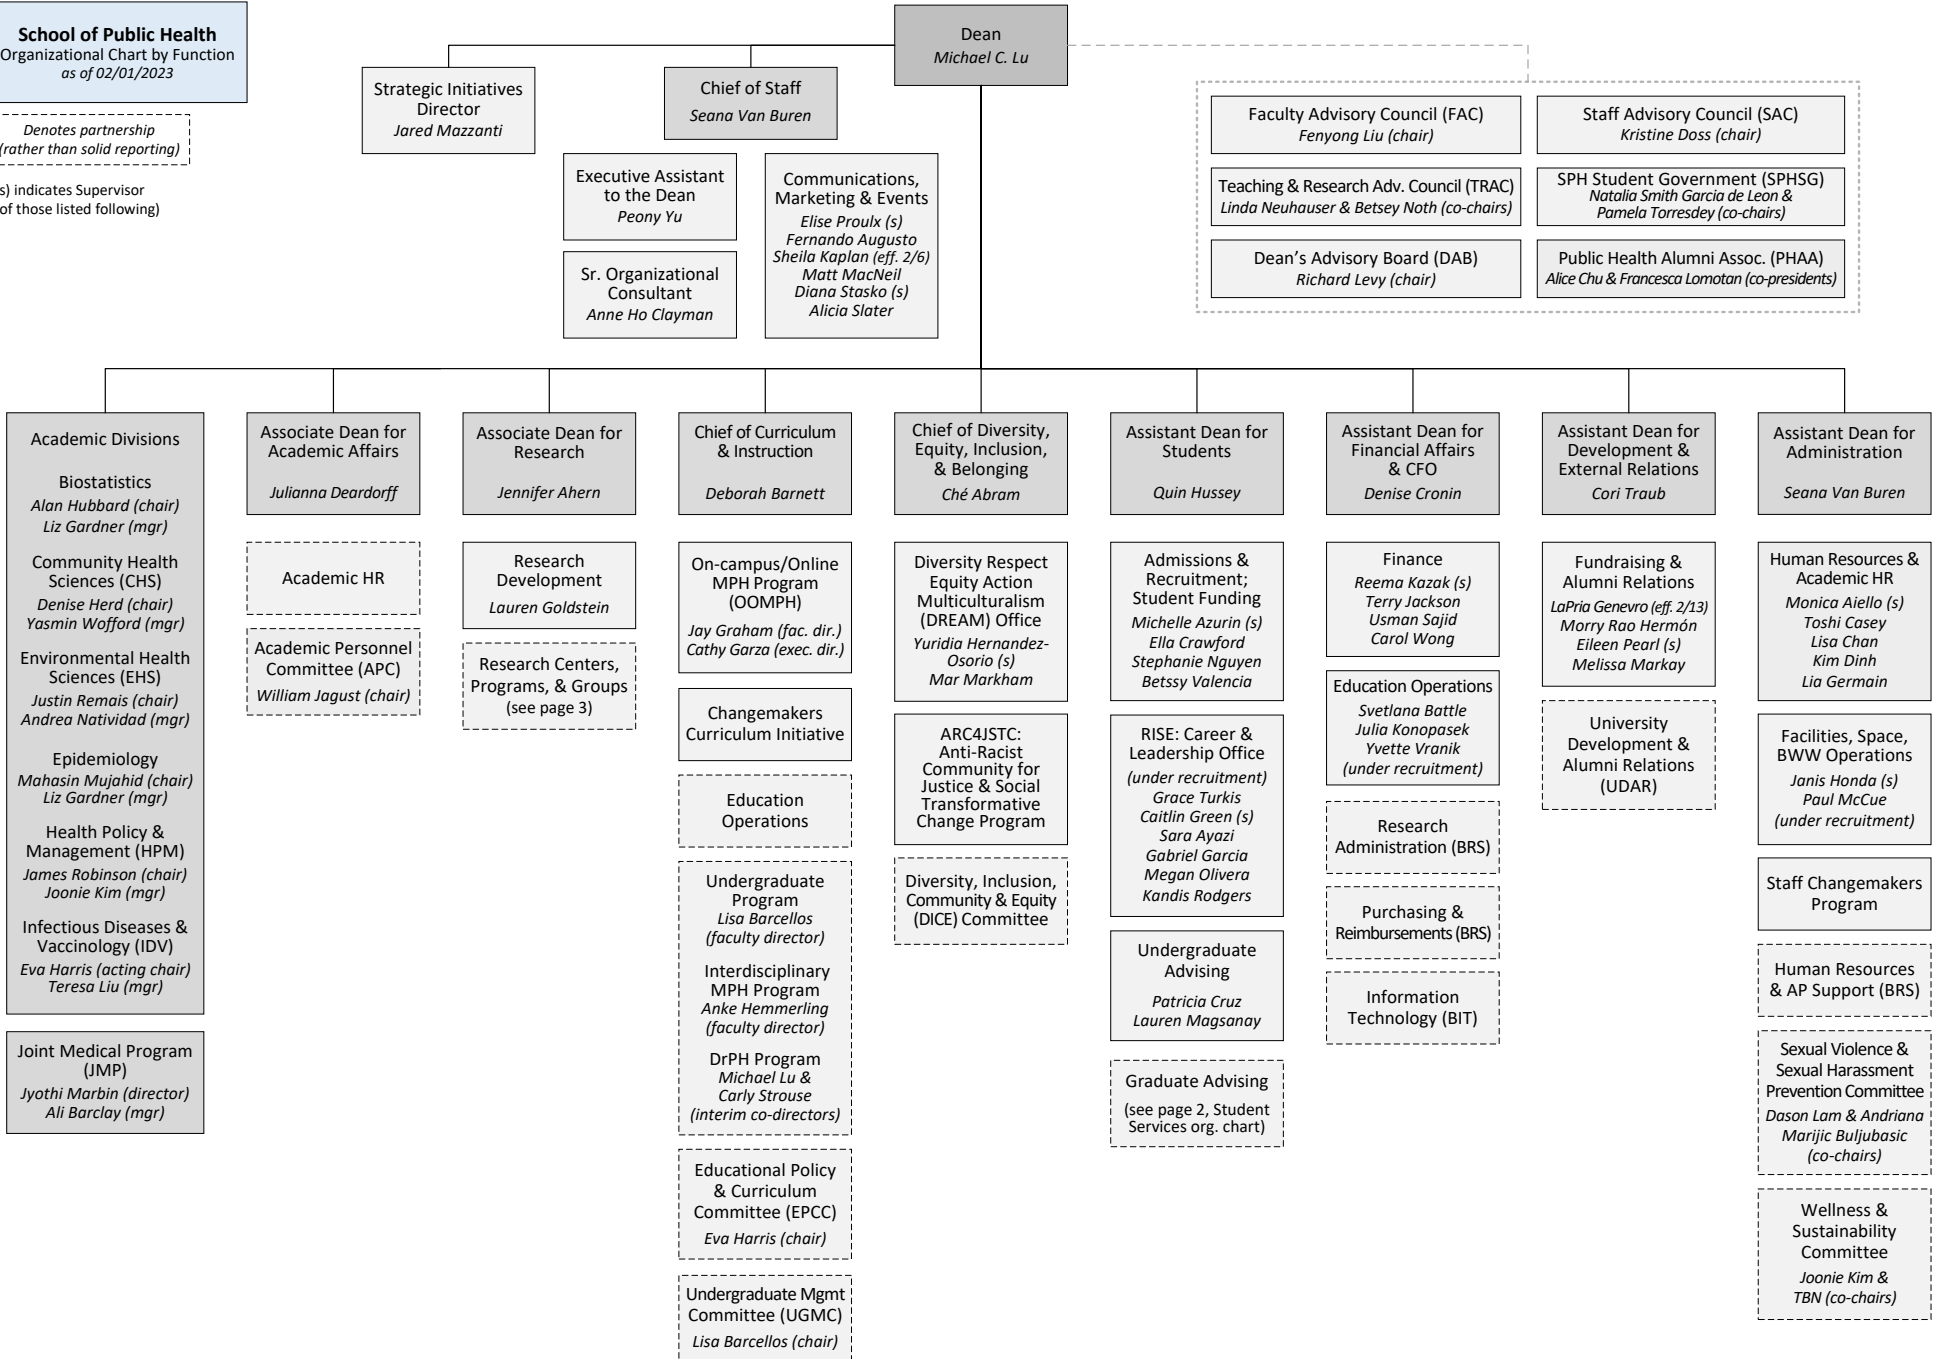 School of Public Health
Organizational Chart by Function
as of 02/01/2023
Denotes partnership
(rather than solid reporting)
s) indicates Supervisor
of those listed following)
Dean
Michael C. Lu
Strategic Initiatives
Director
Jared Mazzanti
Chief of Staff
Seana Van Buren
Executive Assistant
to the Dean
Peony Yu
Sr. Organizational
Consultant
Anne Ho Clayman
Communications,
Marketing & Events
Elise Proulx (s)
Fernando Augusto
Sheila Kaplan (eff. 2/6)
Matt MacNeil
Diana Stasko (s)
Alicia Slater
Faculty Advisory Council (FAC)
Fenyong Liu (chair)
Staff Advisory Council (SAC)
Kristine Doss (chair)
Teaching & Research Adv. Council (TRAC)
Linda Neuhauser & Betsey Noth (co-chairs)
SPH Student Government (SPHSG)
Natalia Smith Garcia de Leon &
Pamela Torresdey (co-chairs)
Dean’s Advisory Board (DAB)
Richard Levy (chair)
Public Health Alumni Assoc. (PHAA)
Alice Chu & Francesca Lomotan (co-presidents)
Academic Divisions
Biostatistics
Alan Hubbard (chair)
Liz Gardner (mgr)
Community Health
Sciences (CHS)
Denise Herd (chair)
Yasmin Wofford (mgr)
Environmental Health
Sciences (EHS)
Justin Remais (chair)
Andrea Natividad (mgr)
Epidemiology
Mahasin Mujahid (chair)
Liz Gardner (mgr)
Health Policy &
Management (HPM)
James Robinson (chair)
Joonie Kim (mgr)
Infectious Diseases &
Vaccinology (IDV)
Eva Harris (acting chair)
Teresa Liu (mgr)
Joint Medical Program
(JMP)
Jyothi Marbin (director)
Ali Barclay (mgr)
Associate Dean for
Academic Affairs
Julianna Deardorff
Academic HR
Academic Personnel
Committee (APC)
William Jagust (chair)
Associate Dean for
Research
Jennifer Ahern
Research
Development
Lauren Goldstein
Research Centers,
Programs, & Groups
(see page 3)
Chief of Curriculum
& Instruction
Deborah Barnett
On-campus/Online
MPH Program
(OOMPH)
Jay Graham (fac. dir.)
Cathy Garza (exec. dir.)
Changemakers
Curriculum Initiative
Education
Operations
Undergraduate
Program
Lisa Barcellos
(faculty director)
Interdisciplinary
MPH Program
Anke Hemmerling
(faculty director)
DrPH Program
Michael Lu &
Carly Strouse
(interim co-directors)
Educational Policy
& Curriculum
Committee (EPCC)
Eva Harris (chair)
Undergraduate Mgmt
Committee (UGMC)
Lisa Barcellos (chair)
Chief of Diversity,
Equity, Inclusion,
& Belonging
Ché Abram
Diversity Respect
Equity Action
Multiculturalism
(DREAM) Office
Yuridia Hernandez-
Osorio (s)
Mar Markham
ARC4JSTC:
Anti-Racist
Community for
Justice & Social
Transformative
Change Program
Diversity, Inclusion,
Community & Equity
(DICE) Committee
Assistant Dean for
Students
Quin Hussey
Admissions &
Recruitment;
Student Funding
Michelle Azurin (s)
Ella Crawford
Stephanie Nguyen
Betssy Valencia
RISE: Career &
Leadership Office
(under recruitment)
Grace Turkis
Caitlin Green (s)
Sara Ayazi
Gabriel Garcia
Megan Olivera
Kandis Rodgers
Undergraduate
Advising
Patricia Cruz
Lauren Magsanay
Graduate Advising
(see page 2, Student
Services org. chart)
Assistant Dean for
Financial Affairs
& CFO
Denise Cronin
Finance
Reema Kazak (s)
Terry Jackson
Usman Sajid
Carol Wong
Education Operations
Svetlana Battle
Julia Konopasek
Yvette Vranik
(under recruitment)
Research
Administration (BRS)
Purchasing &
Reimbursements (BRS)
Information
Technology (BIT)
Assistant Dean for
Development &
External Relations
Cori Traub
Fundraising &
Alumni Relations
LaPria Genevro (eff. 2/13)
Morry Rao Hermón
Eileen Pearl (s)
Melissa Markay
University
Development &
Alumni Relations
(UDAR)
Assistant Dean for
Administration
Seana Van Buren
Human Resources &
Academic HR
Monica Aiello (s)
Toshi Casey
Lisa Chan
Kim Dinh
Lia Germain
Facilities, Space,
BWW Operations
Janis Honda (s)
Paul McCue
(under recruitment)
Staff Changemakers
Program
Human Resources
& AP Support (BRS)
Sexual Violence &
Sexual Harassment
Prevention Committee
Dason Lam & Andriana
Marijic Buljubasic
(co-chairs)
Wellness &
Sustainability
Committee
Joonie Kim &
TBN (co-chairs)